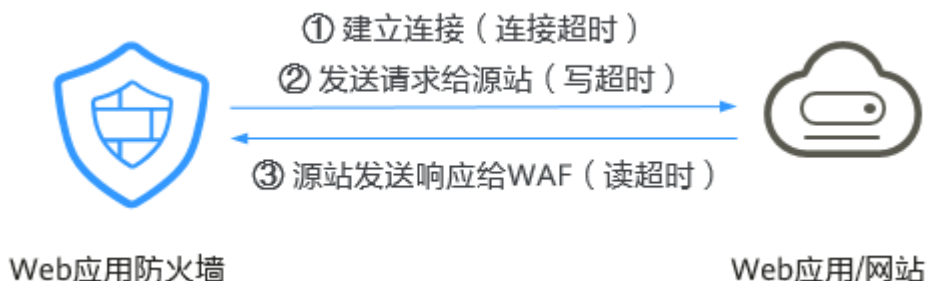 ① 建立连接（连接超时）
② 发送请求给源站（写超时）
③ 源站发送响应给WAF（读超时）
Web应用防火墙
Web应用/网站